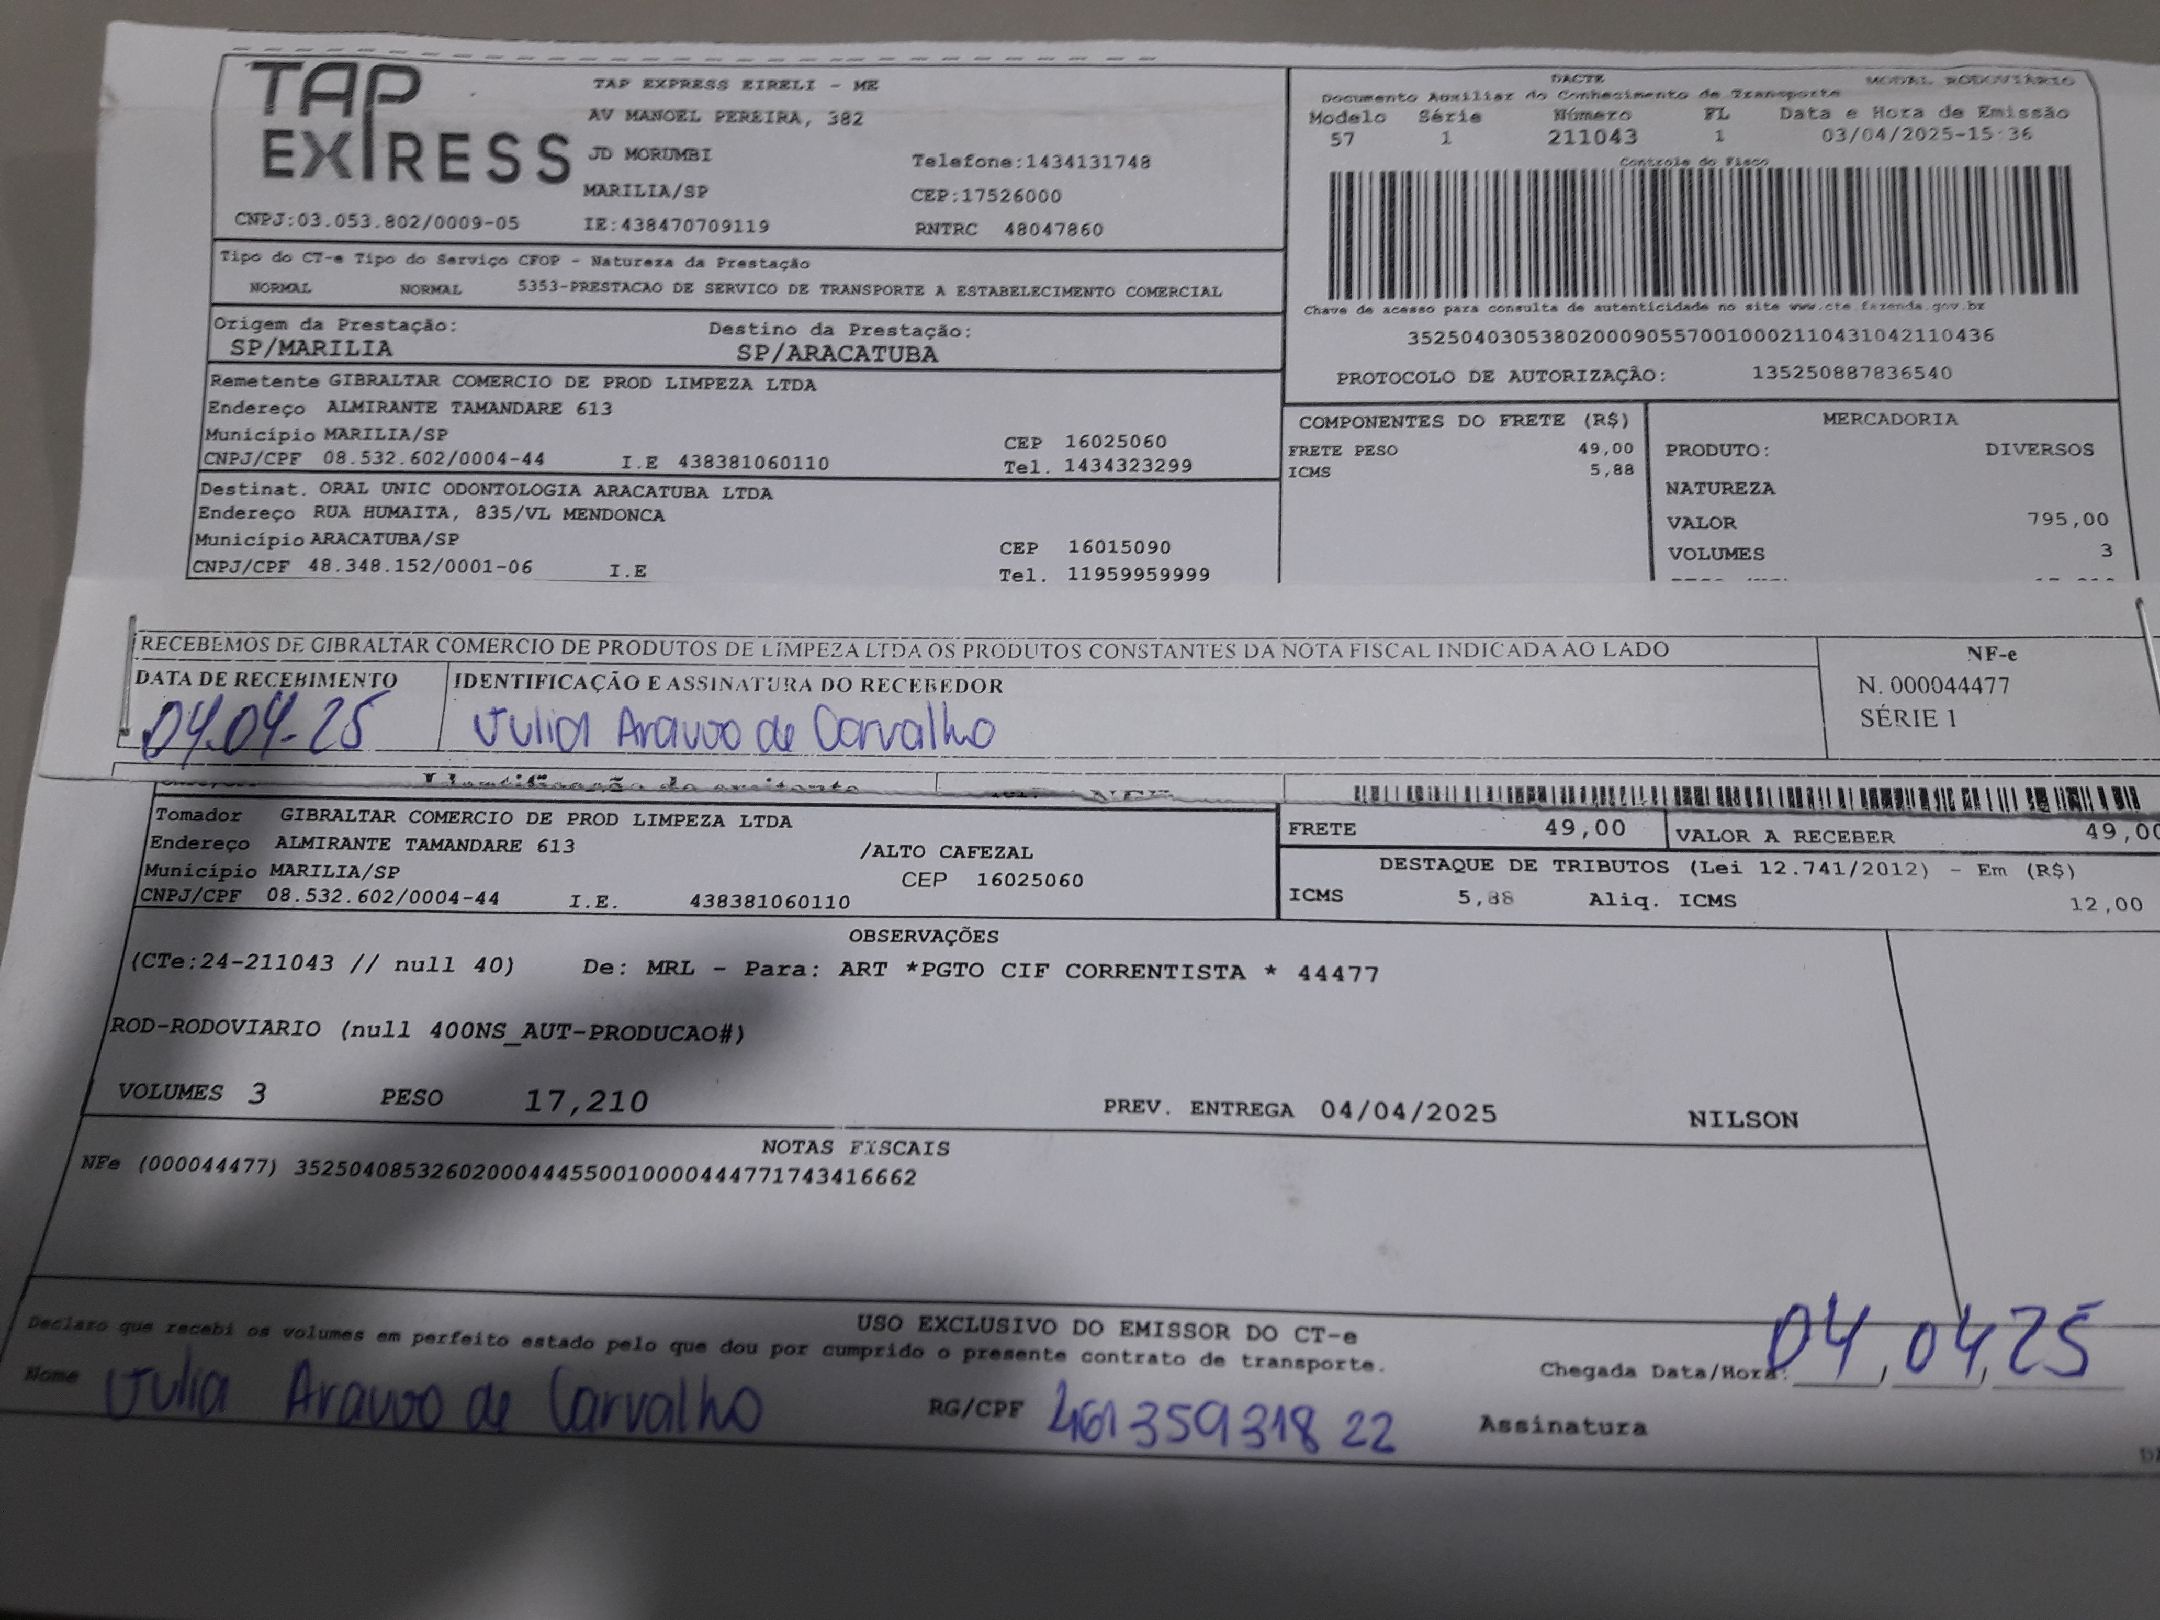 TAP EXPRESS
TAP EXPRESS EIRELI - ME
AV MANOEL PEREIRA, 382
JD MORUMBI Telefone:1434131748
MARILIA/SP CEP:17526000
CNPJ:03.053.802/0009-05 IE:438470709119 RNTRC 48047860
DACTE MODAL RODOVIÁRIO
Documento Auxiliar do Conhecimento de Transporte
Modelo Série Número FL Data e Hora de Emissão
57 1 211043 1 03/04/2025-15:36
Controle do Fisco
Chave de acesso para consulta de autenticidade no site www.cte.fazenda.gov.br
35250403053802000905570010002110431042110436
PROTOCOLO DE AUTORIZAÇÃO: 135250887836540
Tipo do CT-e Tipo do Serviço CFOP - Natureza da Prestação
NORMAL NORMAL 5353-PRESTACAO DE SERVICO DE TRANSPORTE A ESTABELECIMENTO COMERCIAL
Origem da Prestação: Destino da Prestação:
SP/MARILIA SP/ARACATUBA
Remetente GIBRALTAR COMERCIO DE PROD LIMPEZA LTDA
Endereço ALMIRANTE TAMANDARE 613
Município MARILIA/SP CEP 16025060
CNPJ/CPF 08.532.602/0004-44 I.E 438381060110 Tel. 1434323299
Destinat. ORAL UNIC ODONTOLOGIA ARACATUBA LTDA
Endereço RUA HUMAITA, 835/VL MENDONCA
Município ARACATUBA/SP CEP 16015090
CNPJ/CPF 48.348.152/0001-06 I.E Tel. 11959959999
COMPONENTES DO FRETE (R$)
FRETE PESO 49,00
ICMS 5,88
MERCADORIA
PRODUTO: DIVERSOS
NATUREZA
VALOR 795,00
VOLUMES 3
RECEBEMOS DE GIBRALTAR COMERCIO DE PRODUTOS DE LIMPEZA LTDA OS PRODUTOS CONSTANTES DA NOTA FISCAL INDICADA AO LADO
DATA DE RECEBIMENTO IDENTIFICAÇÃO E ASSINATURA DO RECEBEDOR
04.04.25 Julia Araujo de Carvalho
NF-e
N. 000044477
SÉRIE 1
Tomador GIBRALTAR COMERCIO DE PROD LIMPEZA LTDA
Endereço ALMIRANTE TAMANDARE 613 /ALTO CAFEZAL
Município MARILIA/SP CEP 16025060
CNPJ/CPF 08.532.602/0004-44 I.E. 438381060110
FRETE 49,00 VALOR A RECEBER 49,00
DESTAQUE DE TRIBUTOS (Lei 12.741/2012) - Em (R$)
ICMS 5,88 Aliq. ICMS 12,00
OBSERVAÇÕES
(CTe:24-211043 // null 40) De: MRL - Para: ART *PGTO CIF CORRENTISTA * 44477
ROD-RODOVIARIO (null 400NS_AUT-PRODUCAO#)
VOLUMES 3 PESO 17,210 PREV. ENTREGA 04/04/2025 NILSON
NOTAS FISCAIS
NFe (000044477) 35250408532602000444550010000444771743416662
USO EXCLUSIVO DO EMISSOR DO CT-e
Declaro que recebi os volumes em perfeito estado pelo que dou por cumprido o presente contrato de transporte.
Chegada Data/Hora: 04/04/25
Nome Julia Araujo de Carvalho RG/CPF 461359318 22 Assinatura